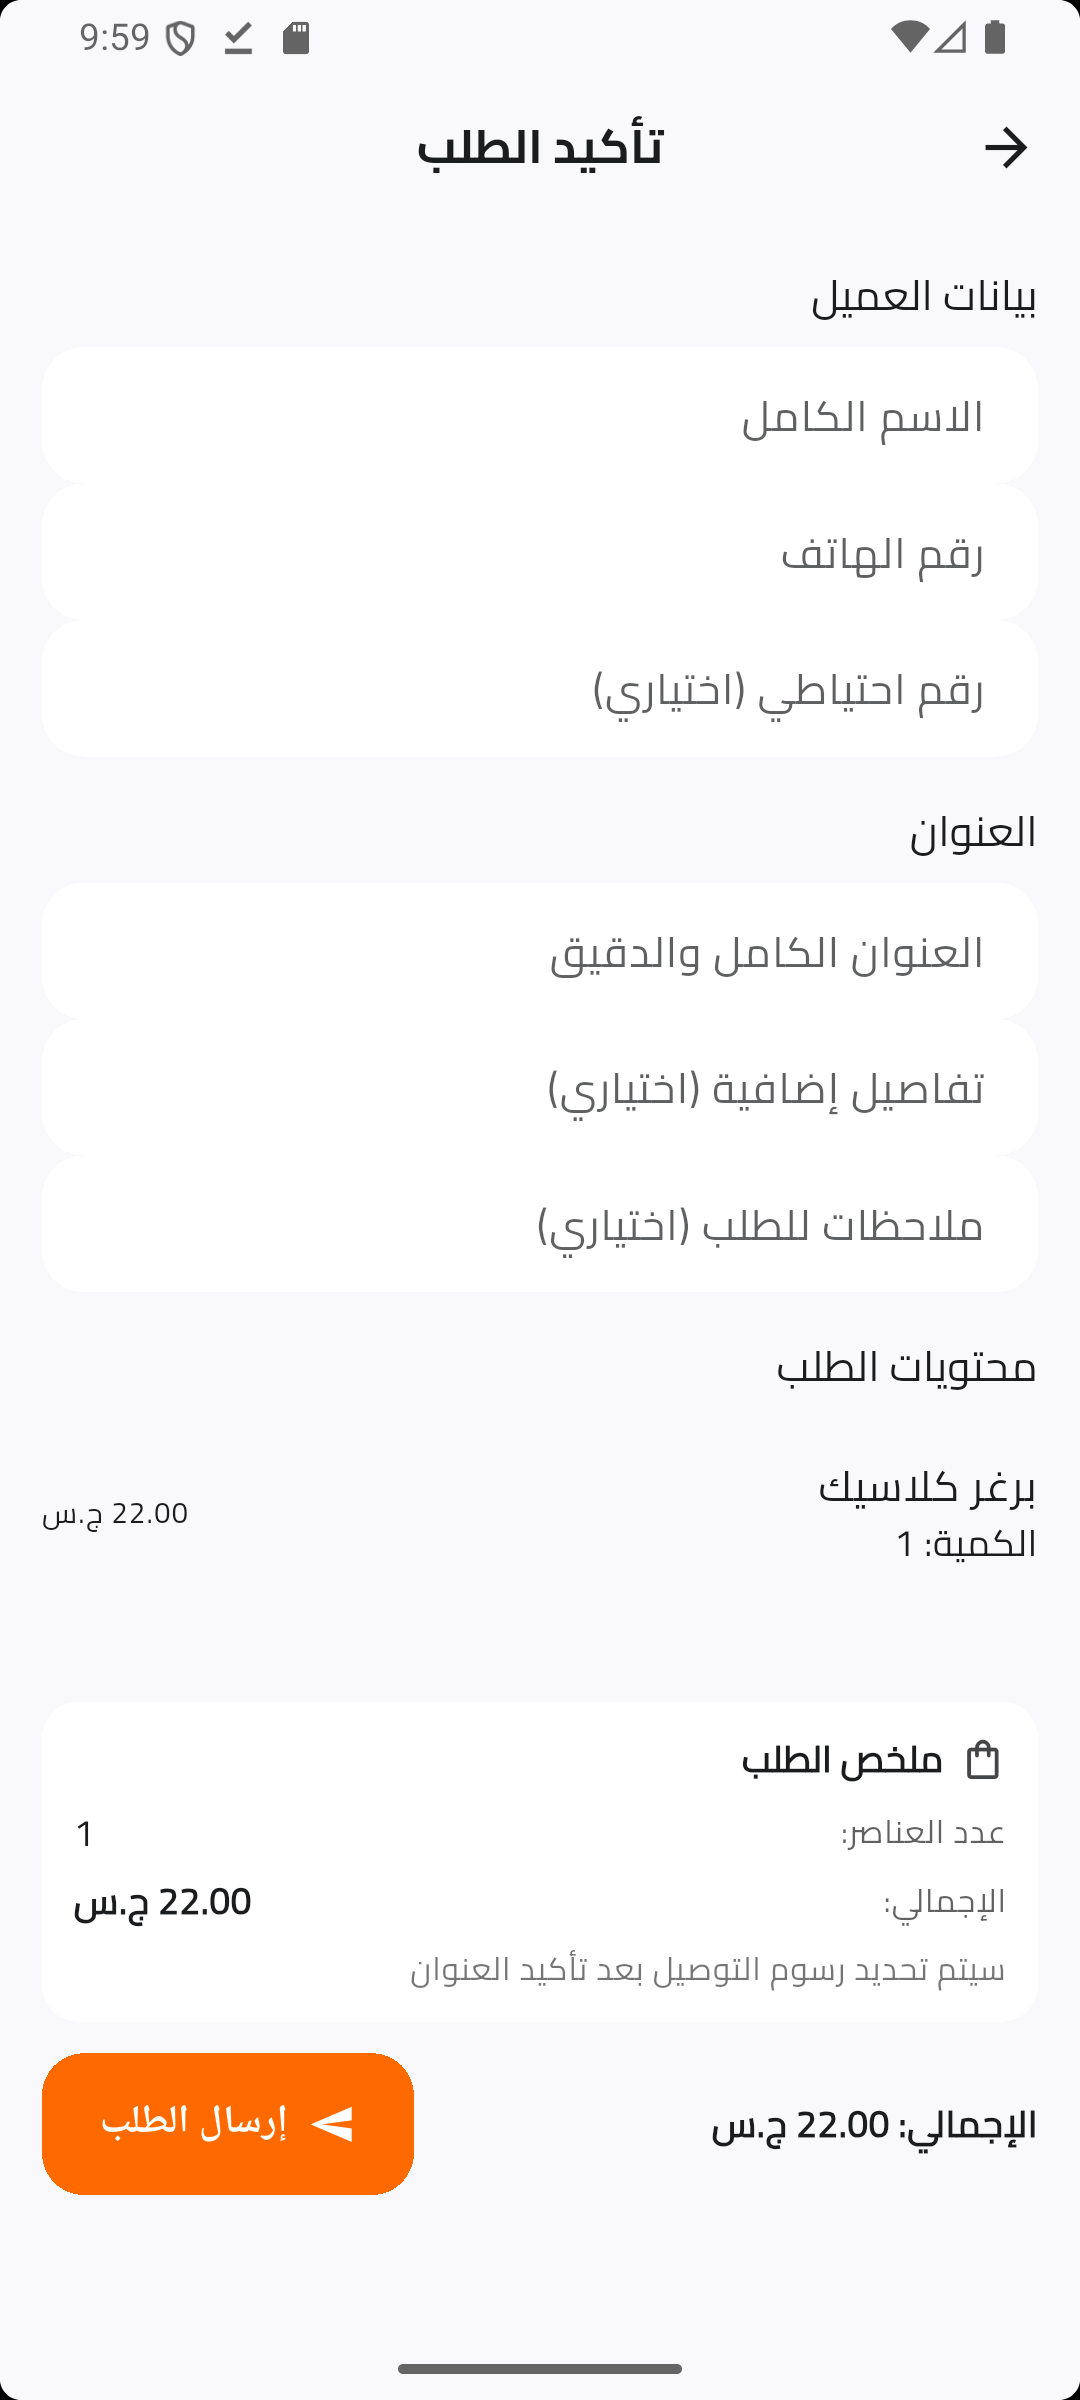 9:59
تأكيد الطلب
بيانات العميل
الاسم الكامل
رقم الهاتف
رقم احتياطي (اختياري)
العنوان
العنوان الكامل والدقيق
تفاصيل إضافية (اختياري)
ملاحظات للطلب (اختياري)
محتويات الطلب
برغر كلاسيك
الكمية: 1
22.00 ج.س
ملخص الطلب
عدد العناصر: 1
الإجمالي: 22.00 ج.س
سيتم تحديد رسوم التوصيل بعد تأكيد العنوان
الإجمالي: 22.00 ج.س
إرسال الطلب